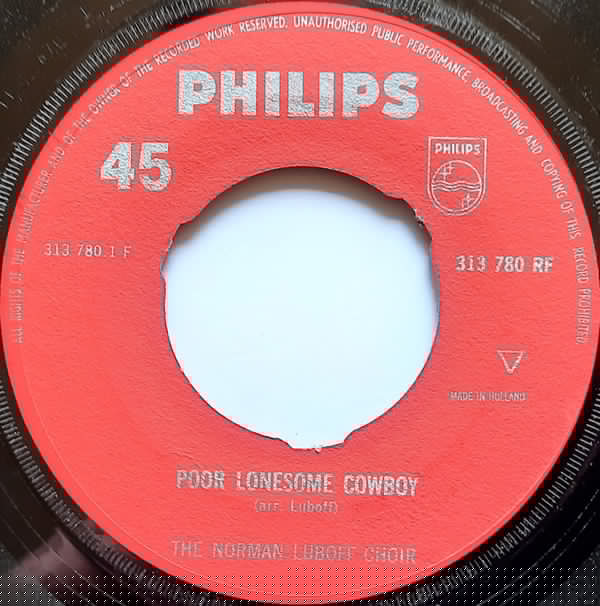 ALL RIGHTS OF THE MANUFACTURER AND OF THE OWNER OF THE RECORDED WORK RESERVED. UNAUTHORISED PUBLIC PERFORMANCE, BROADCASTING AND COPYING OF THIS RECORD PROHIBITED.
PHILIPS
45
PHILIPS
313 780 1 F
313 780 RF
MADE IN HOLLAND
POOR LONESOME COWBOY
(arr. Luboff)
THE NORMAN LUBOFF CHOIR